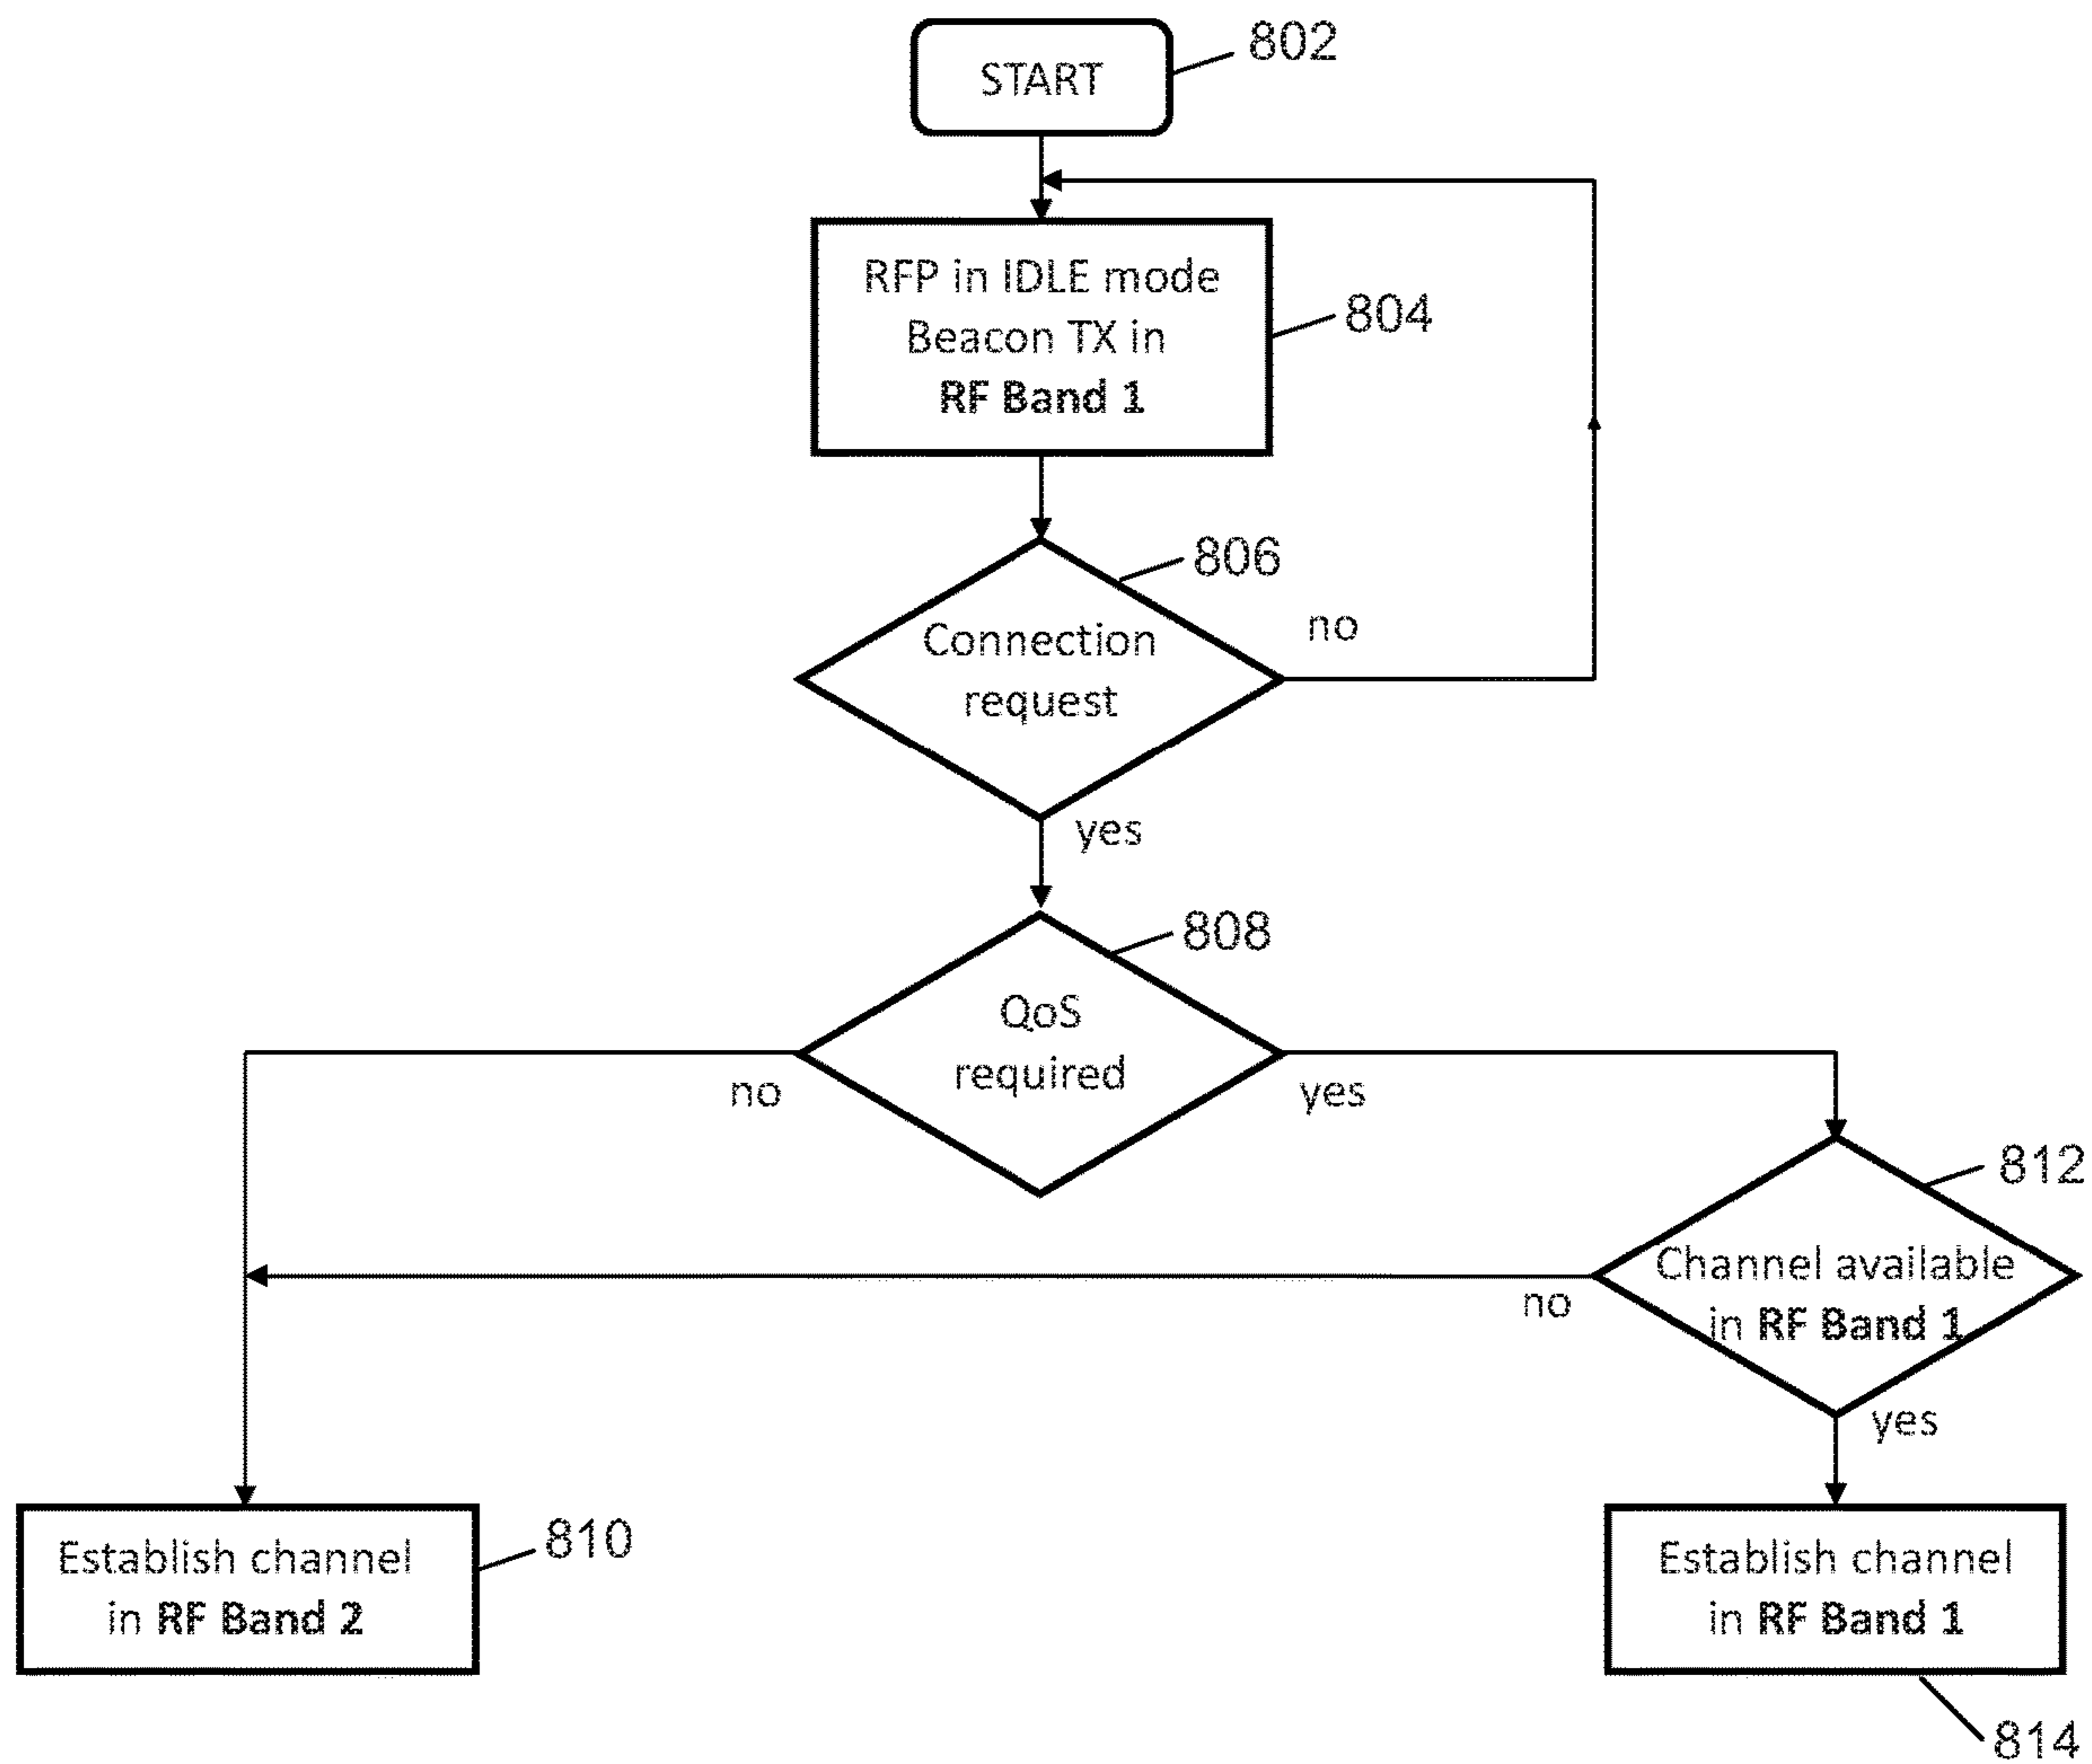 START
802
RFP in IDLE mode
Beacon TX in
RF Band 1
804
806
Connection
request
no
yes
808
QoS
required
no
yes
812
Channel available
in RF Band 1
no
yes
Establish channel
in RF Band 2
810
Establish channel
in RF Band 1
814